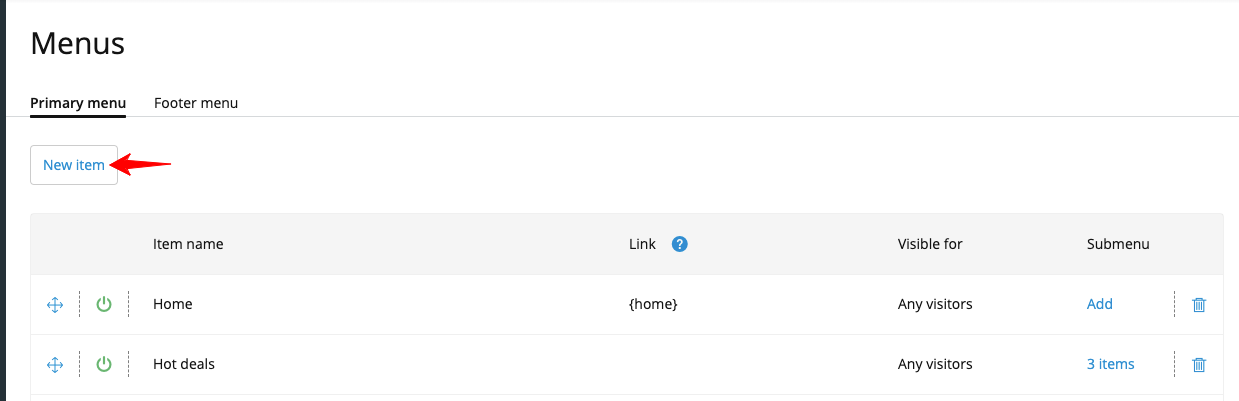 Menus
Primary menu Footer menu
New item
Item name Link ? Visible for Submenu
Home {home} Any visitors Add
Hot deals Any visitors 3 items